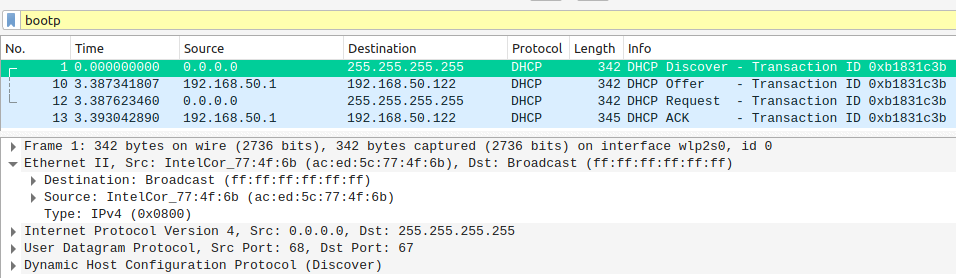 bootp
No. Time Source Destination Protocol Length Info
1 0.000000000 0.0.0.0 255.255.255.255 DHCP 342 DHCP Discover - Transaction ID 0xb1831c3b
10 3.387341807 192.168.50.1 192.168.50.122 DHCP 342 DHCP Offer - Transaction ID 0xb1831c3b
12 3.387623460 0.0.0.0 255.255.255.255 DHCP 342 DHCP Request - Transaction ID 0xb1831c3b
13 3.393042890 192.168.50.1 192.168.50.122 DHCP 345 DHCP ACK - Transaction ID 0xb1831c3b
Frame 1: 342 bytes on wire (2736 bits), 342 bytes captured (2736 bits) on interface wlp2s0, id 0
Ethernet II, Src: IntelCor_77:4f:6b (ac:ed:5c:77:4f:6b), Dst: Broadcast (ff:ff:ff:ff:ff:ff)
Destination: Broadcast (ff:ff:ff:ff:ff:ff)
Source: IntelCor_77:4f:6b (ac:ed:5c:77:4f:6b)
Type: IPv4 (0x0800)
Internet Protocol Version 4, Src: 0.0.0.0, Dst: 255.255.255.255
User Datagram Protocol, Src Port: 68, Dst Port: 67
Dynamic Host Configuration Protocol (Discover)